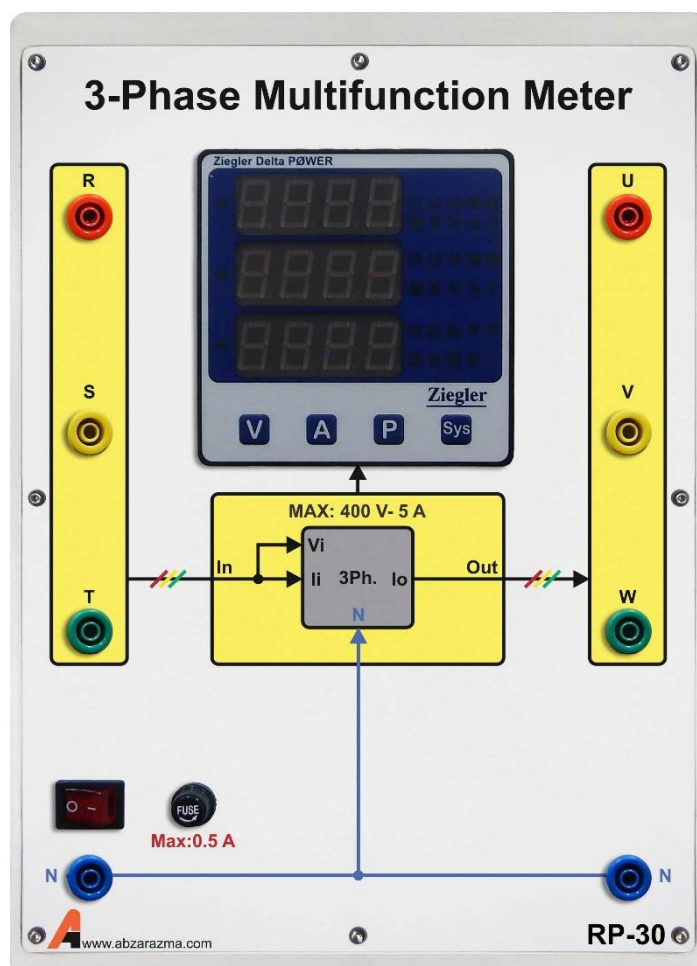 3-Phase Multifunction Meter
Ziegler Delta PØWER
R
U
S
V
Ziegler
V A P Sys
MAX: 400 V- 5 A
In
Vi
Ii 3Ph. Io
Out
N
T
W
O -
FUSE
Max:0.5 A
N
N
www.abzarazma.com
RP-30